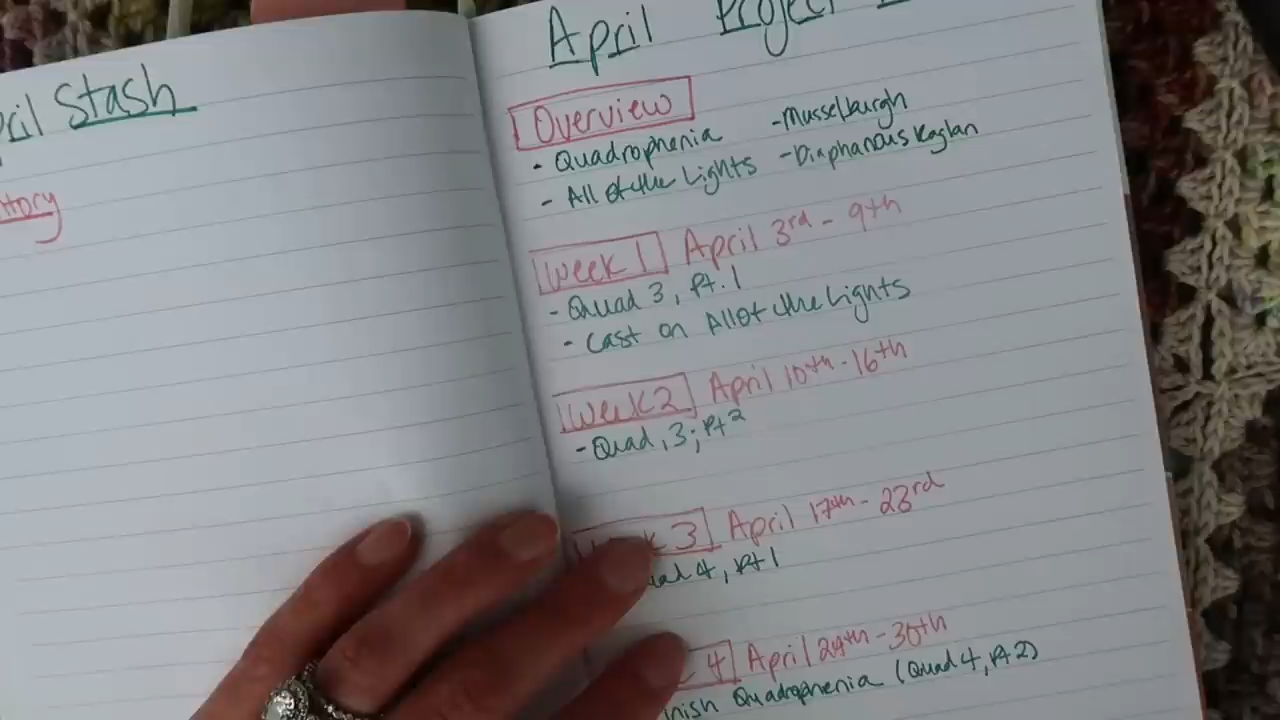 pril Stash
tory
April Project
Overview
- Quadrophenia
- All of the Lights
- Musselburgh
- Diaphanous Raglan
Week 1 April 3rd - 9th
- Quad 3, Pt. 1
- Cast on All of the Lights
Week 2 April 10th - 16th
- Quad, 3; Pt 2
3 April 17th - 23rd
4, Pt 1
4 April 24th - 30th
nish Quadrophenia (Quad 4, Pt 2)